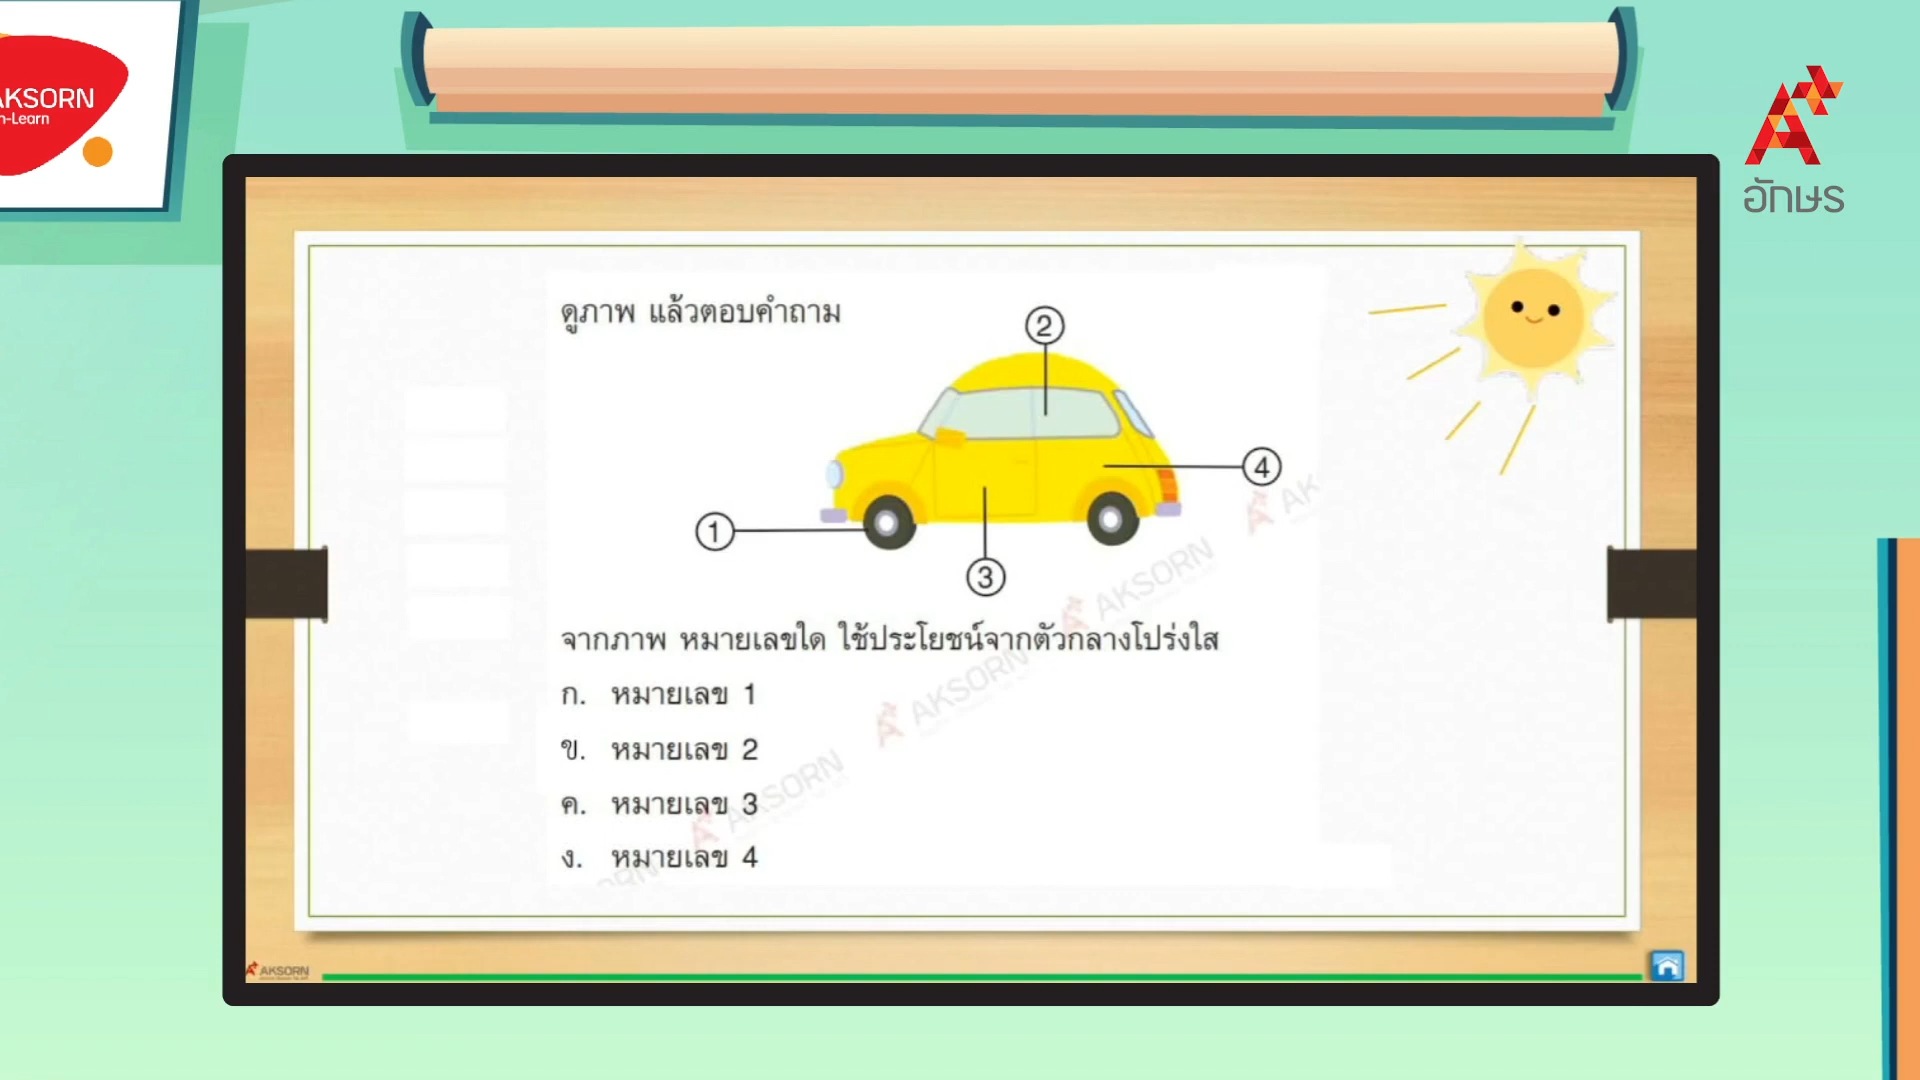 AKSORN
n-Learn
อักษร
ดูภาพ แล้วตอบคำถาม
2
4
1
3
จากภาพ หมายเลขใด ใช้ประโยชน์จากตัวกลางโปร่งใส
ก. หมายเลข 1
ข. หมายเลข 2
ค. หมายเลข 3
ง. หมายเลข 4
AK
AKSORN
AKSORN
AKSORN
ORN
AKSORN